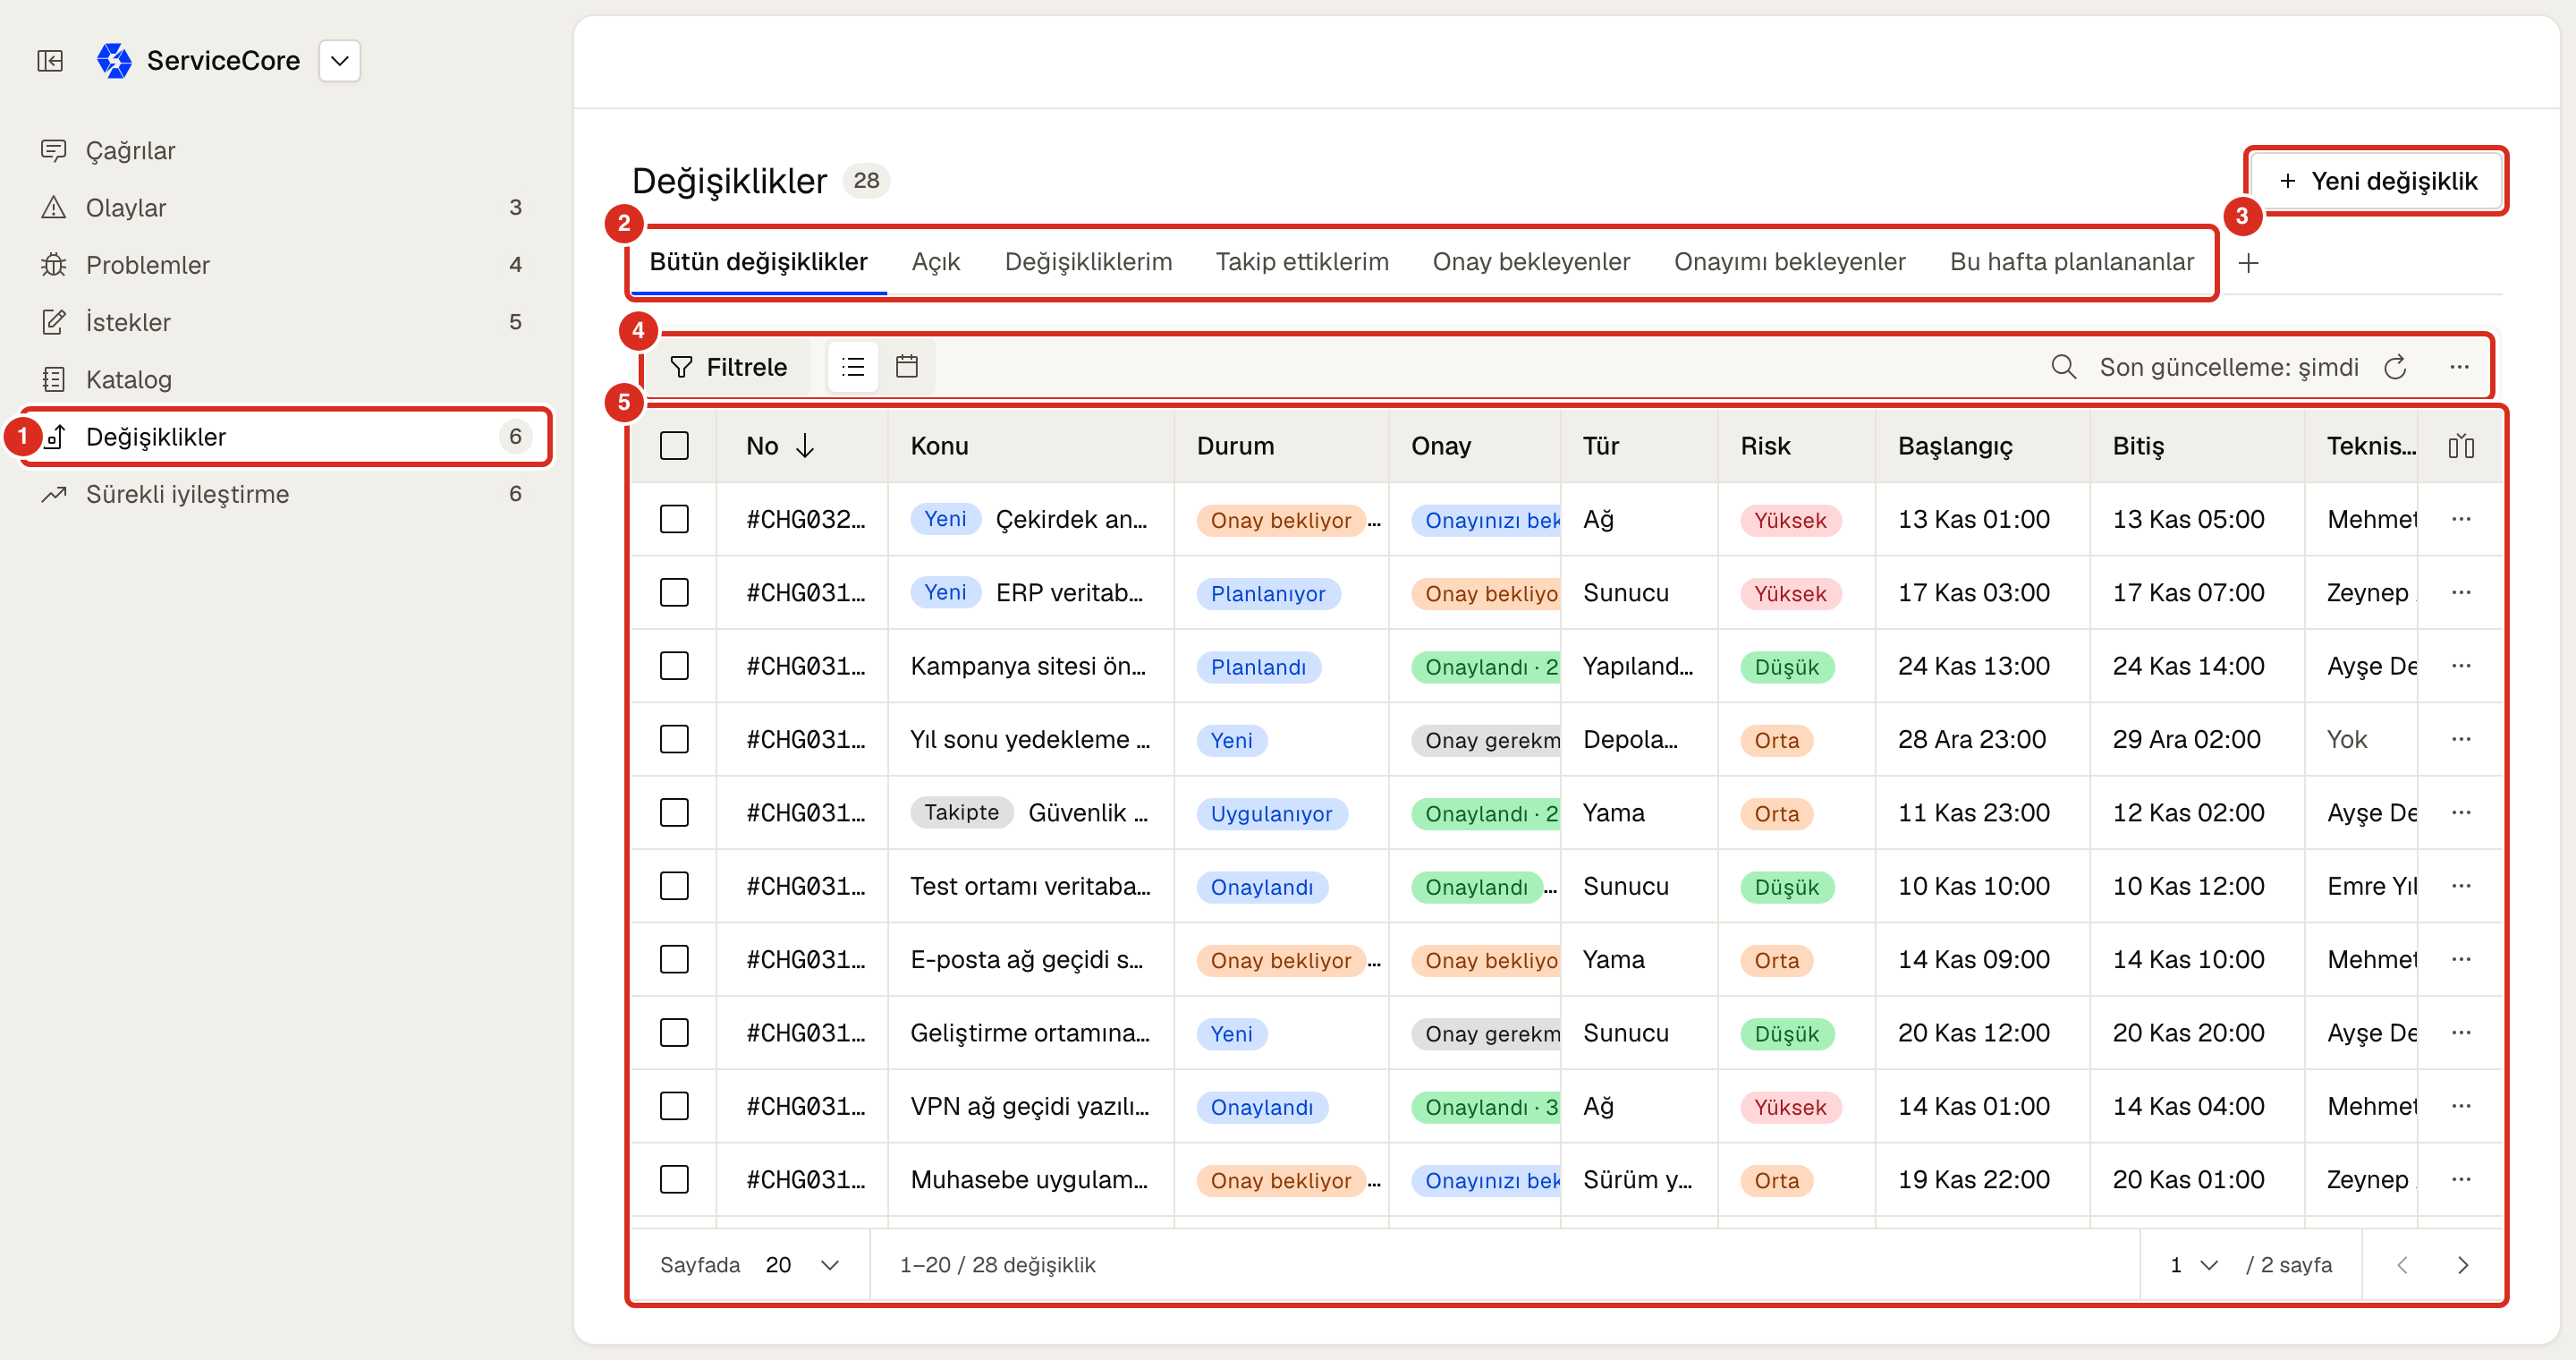 ServiceCore
Çağrılar
Olaylar 3
Problemler 4
İstekler 5
Katalog
1 Değişiklikler 6
Sürekli iyileştirme 6
Değişiklikler 28
+ Yeni değişiklik
3
2
Bütün değişiklikler Açık Değişikliklerim Takip ettiklerim Onay bekleyenler Onayımı bekleyenler Bu hafta planlananlar +
4
Filtrele Son güncelleme: şimdi ...
5
No ↓ Konu Durum Onay Tür Risk Başlangıç Bitiş Teknis...
#CHG032... Yeni Çekirdek an... Onay bekliyor ... Onayınızı bek Ağ Yüksek 13 Kas 01:00 13 Kas 05:00 Mehmet ...
#CHG031... Yeni ERP veritab... Planlanıyor Onay bekliyo Sunucu Yüksek 17 Kas 03:00 17 Kas 07:00 Zeynep ...
#CHG031... Kampanya sitesi ön... Planlandı Onaylandı · 2 Yapıland... Düşük 24 Kas 13:00 24 Kas 14:00 Ayşe De ...
#CHG031... Yıl sonu yedekleme ... Yeni Onay gerekm Depola... Orta 28 Ara 23:00 29 Ara 02:00 Yok ...
#CHG031... Takipte Güvenlik ... Uygulanıyor Onaylandı · 2 Yama Orta 11 Kas 23:00 12 Kas 02:00 Ayşe De ...
#CHG031... Test ortamı veritaba... Onaylandı Onaylandı ... Sunucu Düşük 10 Kas 10:00 10 Kas 12:00 Emre Yıl ...
#CHG031... E-posta ağ geçidi s... Onay bekliyor ... Onay bekliyo Yama Orta 14 Kas 09:00 14 Kas 10:00 Mehmet ...
#CHG031... Geliştirme ortamına... Yeni Onay gerekm Sunucu Düşük 20 Kas 12:00 20 Kas 20:00 Ayşe De ...
#CHG031... VPN ağ geçidi yazılı... Onaylandı Onaylandı · 3 Ağ Yüksek 14 Kas 01:00 14 Kas 04:00 Mehmet ...
#CHG031... Muhasebe uygulam... Onay bekliyor ... Onayınızı bek Sürüm y... Orta 19 Kas 22:00 20 Kas 01:00 Zeynep ...
Sayfada 20 1–20 / 28 değişiklik 1 / 2 sayfa